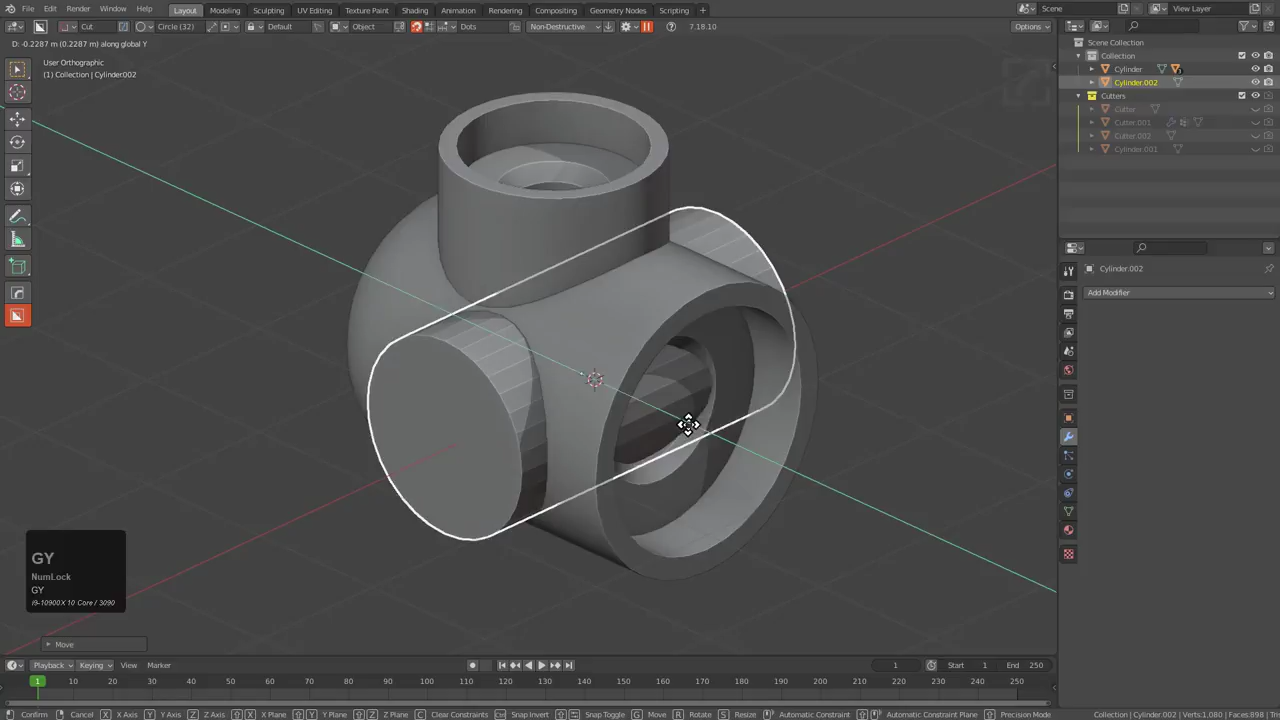 File Edit Render Window Help Layout Modeling Sculpting UV Editing Texture Paint Shading Animation Rendering Compositing Geometry Nodes Scripting + Scene View Layer
Cut Circle (32) Default Object Dots Non-Destructive 7.18.10 Options
D: -0.2287 m (0.2287 m) along global Y
User Orthographic
(1) Collection | Cylinder.002
Scene Collection
Collection
Cylinder
Cylinder.002
Cutters
Cutter
Cutter.001
Cutter.002
Cylinder.001
Cylinder.002
Add Modifier
GY
NumLock
GY
i9-10900X 10 Core / 3090
Move
Playback Keying View Marker 1 Start 1 End 250
1 10 20 30 40 50 60 70 80 90 100 110 120 130 140 150 160 170 180 190 200 210 220 230 240 250
Confirm Cancel X X Axis Y Y Axis Z Z Axis X X Plane Y Y Plane Z Z Plane C Clear Constraints Snap Invert Snap Toggle G Move R Rotate S Resize Automatic Constraint Automatic Constraint Plane Precision Mode Collection | Cylinder.002 | Verts:1,080 | Faces:898 | Tr